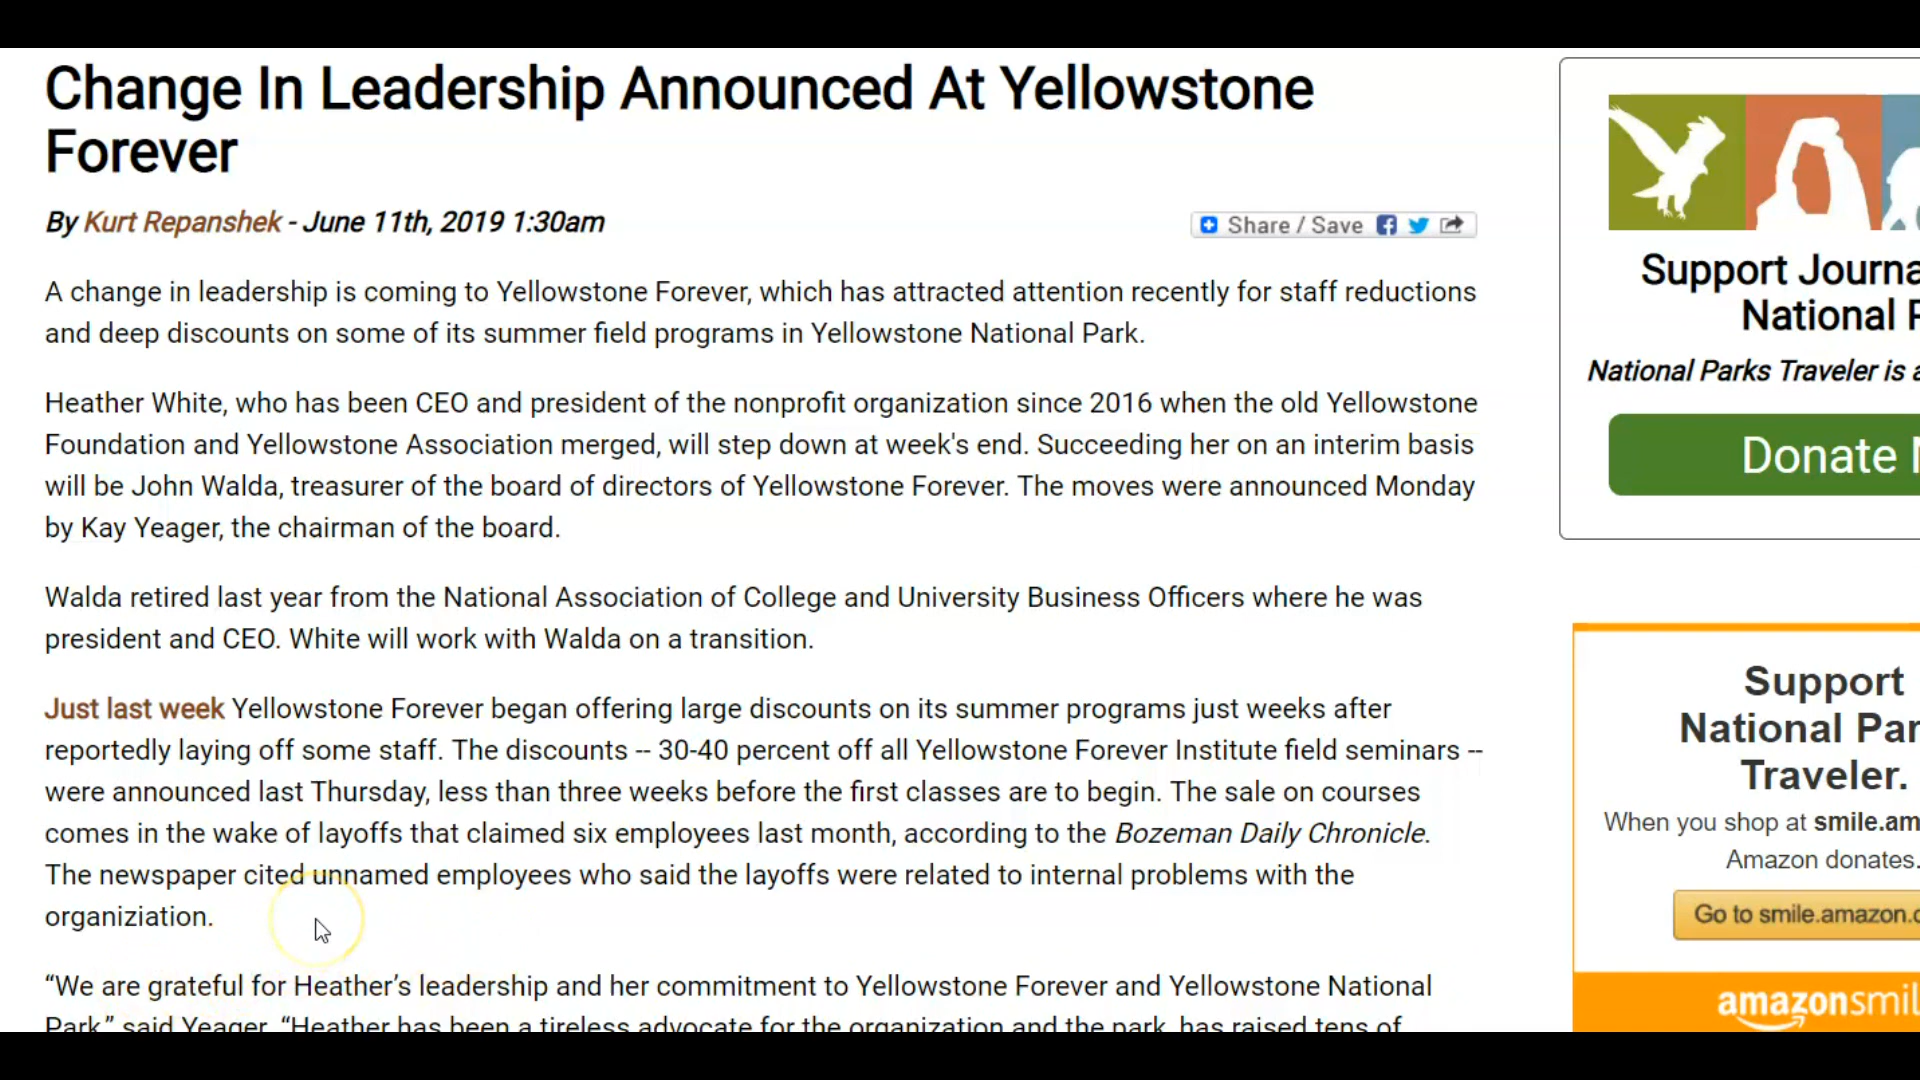 Change In Leadership Announced At Yellowstone
Forever
By Kurt Repanshek - June 11th, 2019 1:30am
Share / Save
A change in leadership is coming to Yellowstone Forever, which has attracted attention recently for staff reductions
and deep discounts on some of its summer field programs in Yellowstone National Park.
Heather White, who has been CEO and president of the nonprofit organization since 2016 when the old Yellowstone
Foundation and Yellowstone Association merged, will step down at week's end. Succeeding her on an interim basis
will be John Walda, treasurer of the board of directors of Yellowstone Forever. The moves were announced Monday
by Kay Yeager, the chairman of the board.
Walda retired last year from the National Association of College and University Business Officers where he was
president and CEO. White will work with Walda on a transition.
Just last week Yellowstone Forever began offering large discounts on its summer programs just weeks after
reportedly laying off some staff. The discounts -- 30-40 percent off all Yellowstone Forever Institute field seminars --
were announced last Thursday, less than three weeks before the first classes are to begin. The sale on courses
comes in the wake of layoffs that claimed six employees last month, according to the Bozeman Daily Chronicle.
The newspaper cited unnamed employees who said the layoffs were related to internal problems with the
organiziation.
“We are grateful for Heather’s leadership and her commitment to Yellowstone Forever and Yellowstone National
Park,” said Yeager. “Heather has been a tireless advocate for the organization and the park, has raised tens of
Support Journa
National P
National Parks Traveler is a
Donate N
Support
National Par
Traveler.
When you shop at smile.am
Amazon donates.
Go to smile.amazon.c
amazonsmil